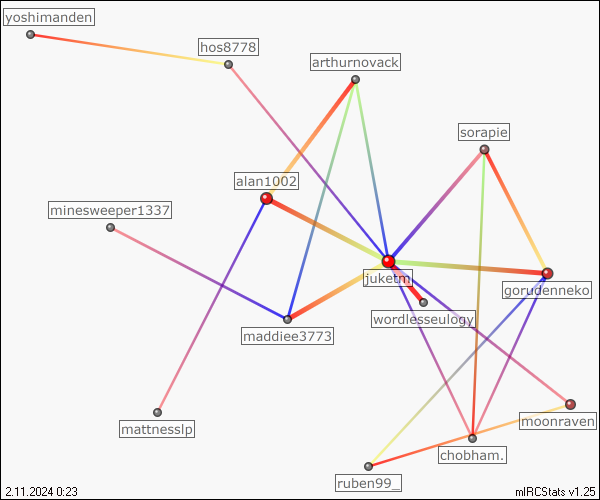 yoshimanden
hos8778
arthurnovack
sorapie
alan1002
minesweeper1337
juketm
gorudenneko
wordlesseulogy
maddiee3773
moonraven
mattnesslp
chobham.
ruben99_
2.11.2024 0:23
mIRCStats v1.25